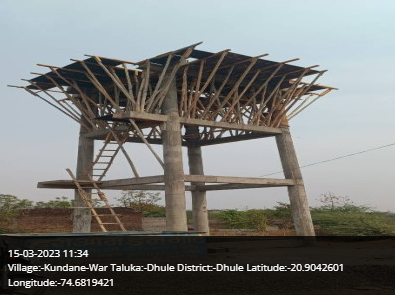 15-03-2023 11:34
Village:-Kundane-War Taluka:-Dhule District:-Dhule Latitude:-20.9042601
Longitude:-74.6819421